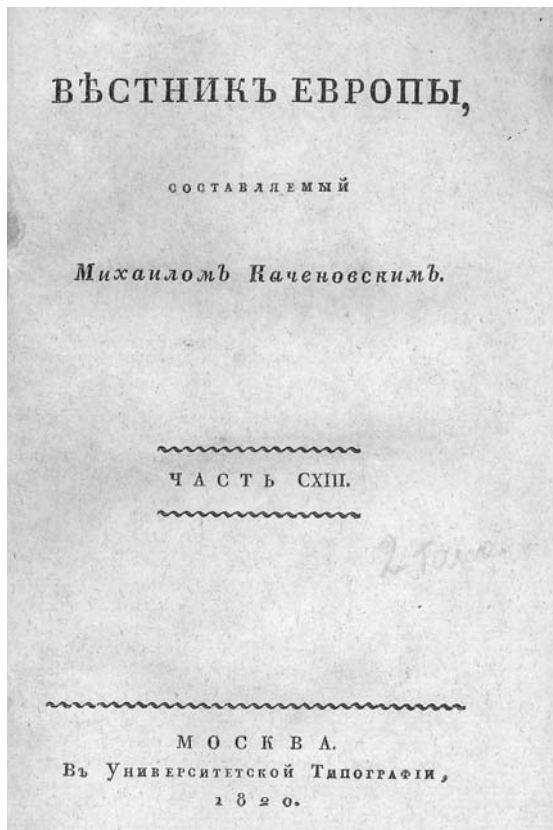 ВѢСТНИКЪ ЕВРОПЫ,
СОСТАВЛЯЕМЫЙ
Михаиломъ Каченовскимъ.
ЧАСТЬ CXIII.
МОСКВА.
Въ Университетской Типографіи,
1820.